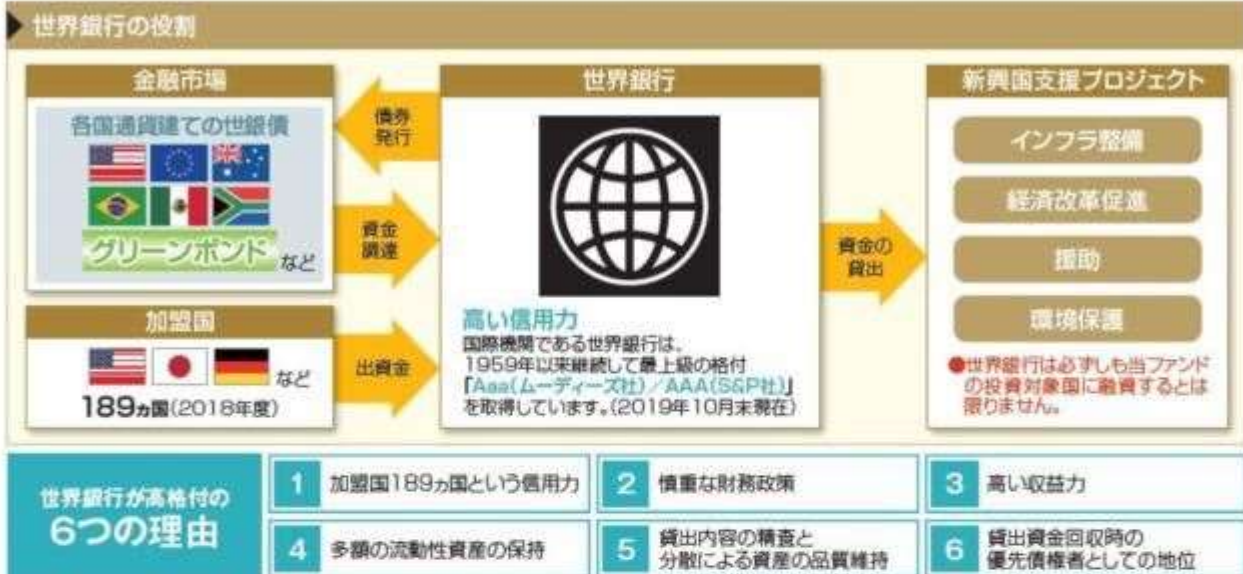 世界銀行の役割
金融市場
各国通貨建ての世銀債
グリーンボンド など
加盟国
など
189ヵ国(2018年度)
債券
発行
資金
調達
出資金
世界銀行
高い信用力
国際機関である世界銀行は、
1959年以来継続して最上級の格付
「Aaa(ムーディーズ社)/AAA(S&P社)」
を取得しています。(2019年10月末現在)
資金の
貸出
新興国支援プロジェクト
インフラ整備
経済改革促進
援助
環境保護
●世界銀行は必ずしも当ファンド
の投資対象国に融資するとは
限りません。
世界銀行が高格付の
6つの理由
1 加盟国189ヵ国という信用力
2 慎重な財務政策
3 高い収益力
4 多額の流動性資産の保持
5 貸出内容の精査と
分散による資産の品質維持
6 貸出資金回収時の
優先債権者としての地位